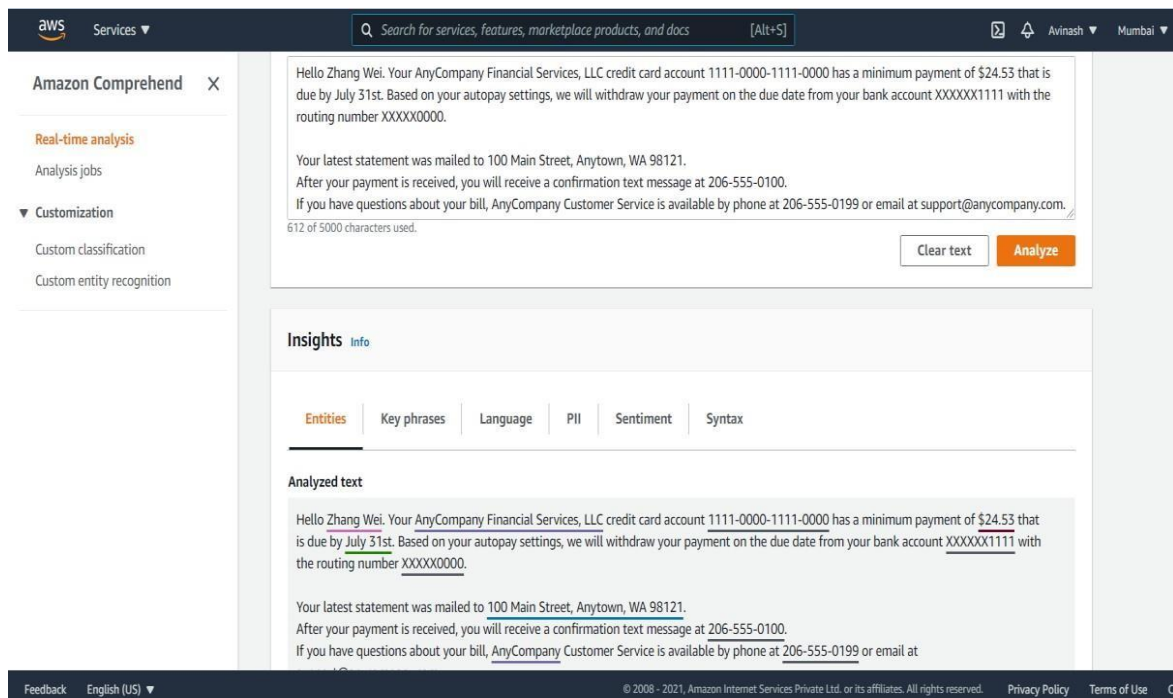 aws Services ▼ Search for services, features, marketplace products, and docs [Alt+S] Avinash ▼ Mumbai ▼
Amazon Comprehend X
Real-time analysis
Analysis jobs
▼ Customization
Custom classification
Custom entity recognition
Hello Zhang Wei. Your AnyCompany Financial Services, LLC credit card account 1111-0000-1111-0000 has a minimum payment of $24.53 that is
due by July 31st. Based on your autopay settings, we will withdraw your payment on the due date from your bank account XXXXXX1111 with the
routing number XXXXX0000.
Your latest statement was mailed to 100 Main Street, Anytown, WA 98121.
After your payment is received, you will receive a confirmation text message at 206-555-0100.
If you have questions about your bill, AnyCompany Customer Service is available by phone at 206-555-0199 or email at support@anycompany.com.
612 of 5000 characters used.
Clear text Analyze
Insights Info
Entities Key phrases Language PII Sentiment Syntax
Analyzed text
Hello Zhang Wei. Your AnyCompany Financial Services, LLC credit card account 1111-0000-1111-0000 has a minimum payment of $24.53 that
is due by July 31st. Based on your autopay settings, we will withdraw your payment on the due date from your bank account XXXXXX1111 with
the routing number XXXXX0000.
Your latest statement was mailed to 100 Main Street, Anytown, WA 98121.
After your payment is received, you will receive a confirmation text message at 206-555-0100.
If you have questions about your bill, AnyCompany Customer Service is available by phone at 206-555-0199 or email at
Feedback English (US) ▼ © 2008 - 2021, Amazon Internet Services Private Ltd. or its affiliates. All rights reserved. Privacy Policy Terms of Use